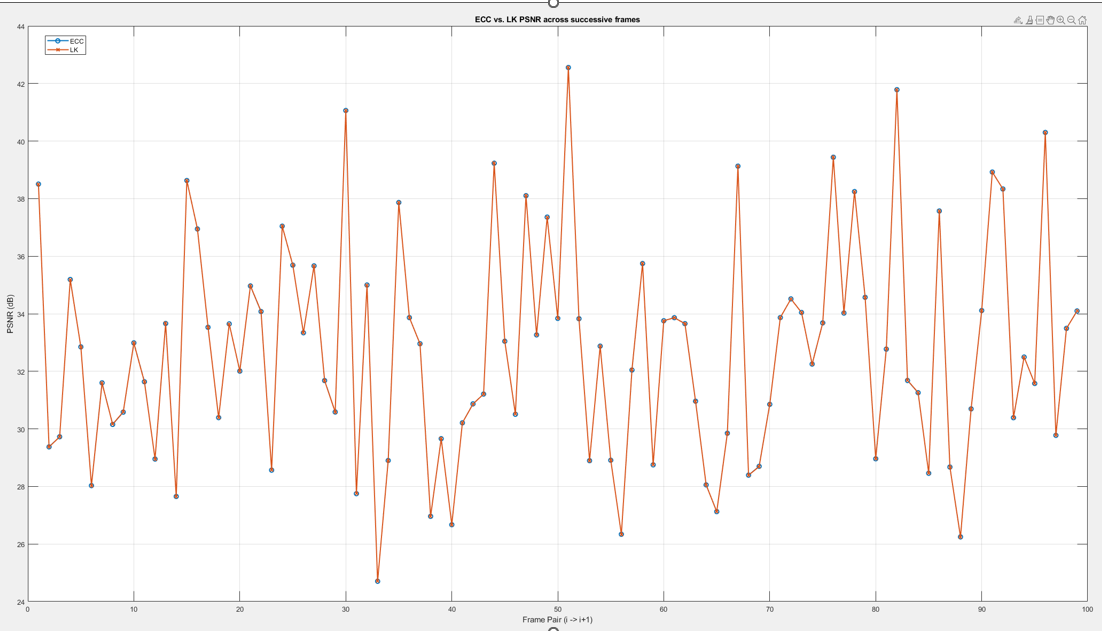 ECC vs. LK PSNR across successive frames
ECC
LK
44
42
40
38
36
34
32
30
28
26
24
PSNR (dB)
0 10 20 30 40 50 60 70 80 90 100
Frame Pair (i -> i+1)